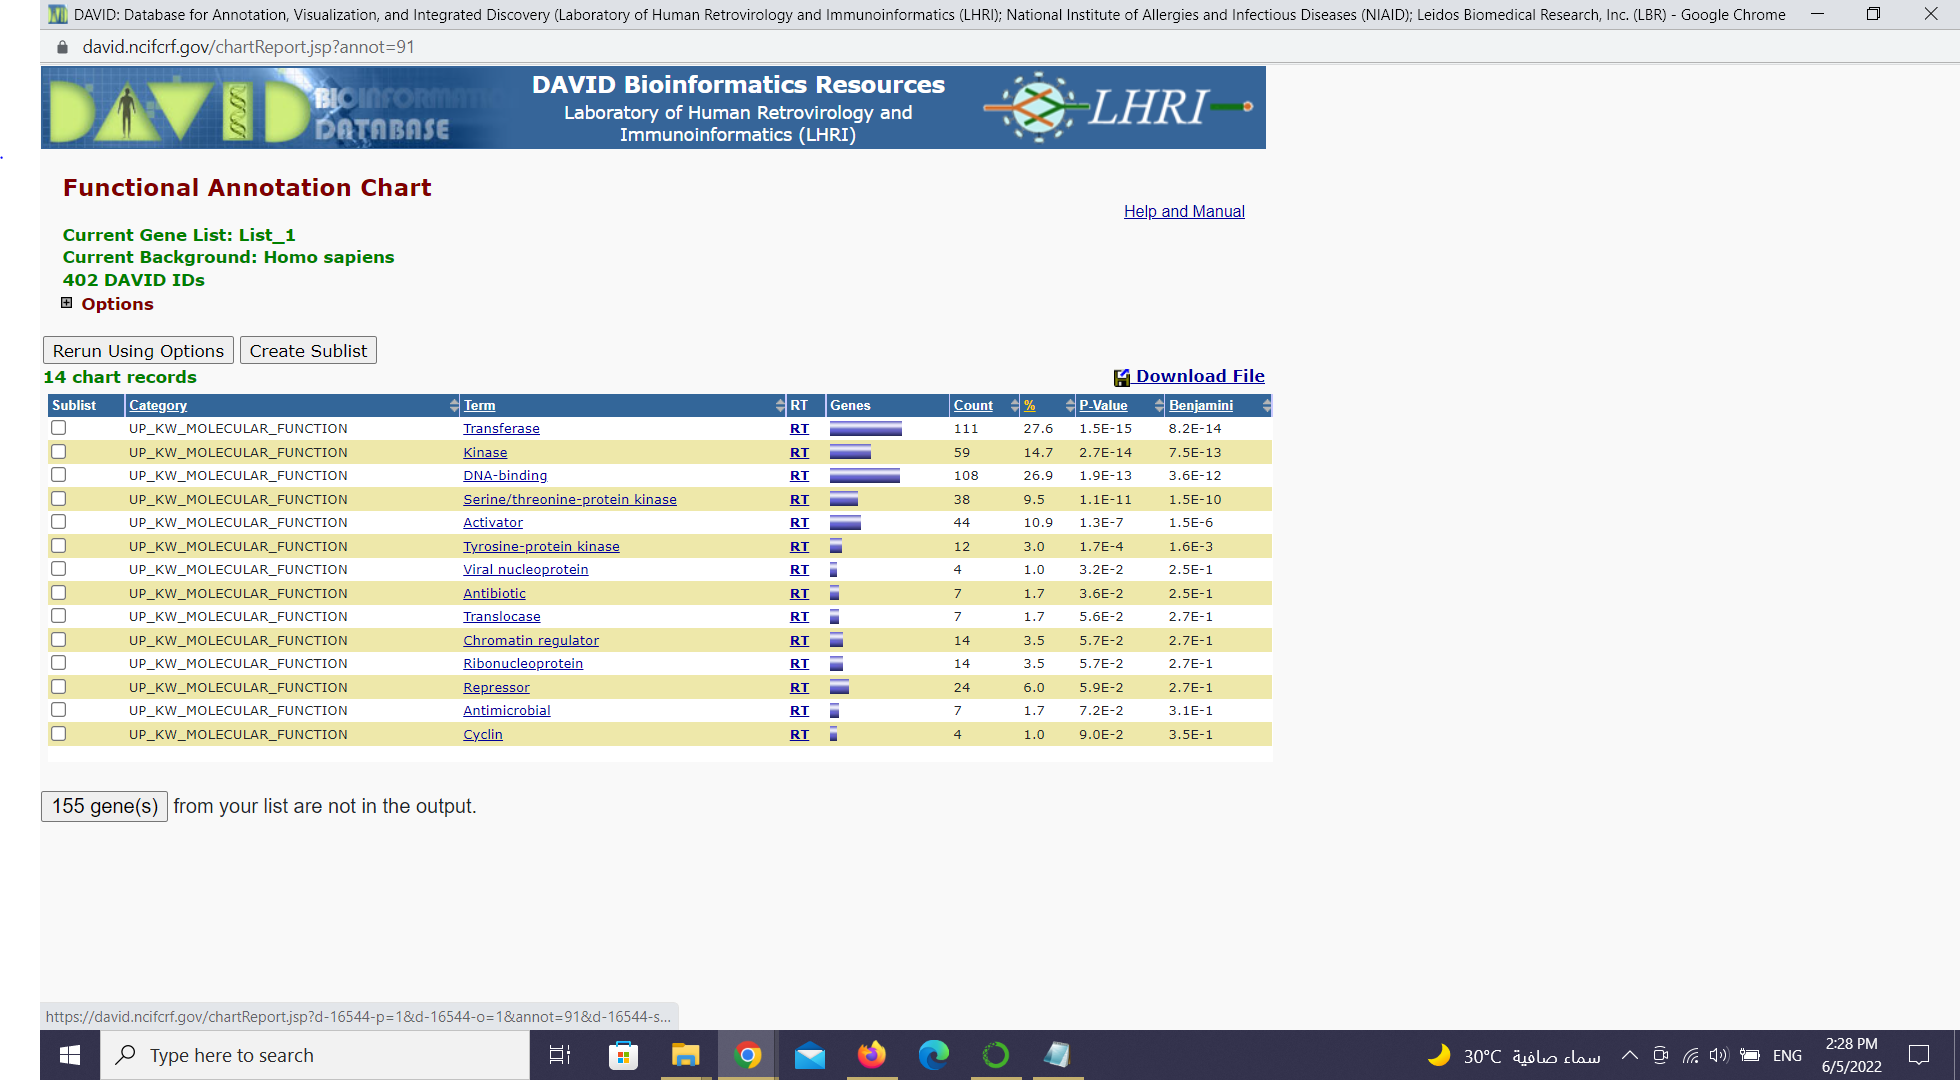 DAVID: Database for Annotation, Visualization, and Integrated Discovery (Laboratory of Human Retrovirology and Immunoinformatics (LHRI); National Institute of Allergies and Infectious Diseases (NIAID); Leidos Biomedical Research, Inc. (LBR) - Google Chrome
david.ncifcrf.gov/chartReport.jsp?annot=91
DAVID BIOINFORMATICS DATABASE
DAVID Bioinformatics Resources
Laboratory of Human Retrovirology and
Immunoinformatics (LHRI)
LHRI
Functional Annotation Chart
Help and Manual
Current Gene List: List_1
Current Background: Homo sapiens
402 DAVID IDs
Options
Rerun Using Options Create Sublist
14 chart records Download File
Sublist Category Term RT Genes Count % P-Value Benjamini
UP_KW_MOLECULAR_FUNCTION Transferase RT 111 27.6 1.5E-15 8.2E-14
UP_KW_MOLECULAR_FUNCTION Kinase RT 59 14.7 2.7E-14 7.5E-13
UP_KW_MOLECULAR_FUNCTION DNA-binding RT 108 26.9 1.9E-13 3.6E-12
UP_KW_MOLECULAR_FUNCTION Serine/threonine-protein kinase RT 38 9.5 1.1E-11 1.5E-10
UP_KW_MOLECULAR_FUNCTION Activator RT 44 10.9 1.3E-7 1.5E-6
UP_KW_MOLECULAR_FUNCTION Tyrosine-protein kinase RT 12 3.0 1.7E-4 1.6E-3
UP_KW_MOLECULAR_FUNCTION Viral nucleoprotein RT 4 1.0 3.2E-2 2.5E-1
UP_KW_MOLECULAR_FUNCTION Antibiotic RT 7 1.7 3.6E-2 2.5E-1
UP_KW_MOLECULAR_FUNCTION Translocase RT 7 1.7 5.6E-2 2.7E-1
UP_KW_MOLECULAR_FUNCTION Chromatin regulator RT 14 3.5 5.7E-2 2.7E-1
UP_KW_MOLECULAR_FUNCTION Ribonucleoprotein RT 14 3.5 5.7E-2 2.7E-1
UP_KW_MOLECULAR_FUNCTION Repressor RT 24 6.0 5.9E-2 2.7E-1
UP_KW_MOLECULAR_FUNCTION Antimicrobial RT 7 1.7 7.2E-2 3.1E-1
UP_KW_MOLECULAR_FUNCTION Cyclin RT 4 1.0 9.0E-2 3.5E-1
155 gene(s) from your list are not in the output.
https://david.ncifcrf.gov/chartReport.jsp?d-16544-p=1&d-16544-o=1&annot=91&d-16544-s...
Type here to search
30°C سماء صافية ENG
2:28 PM
6/5/2022